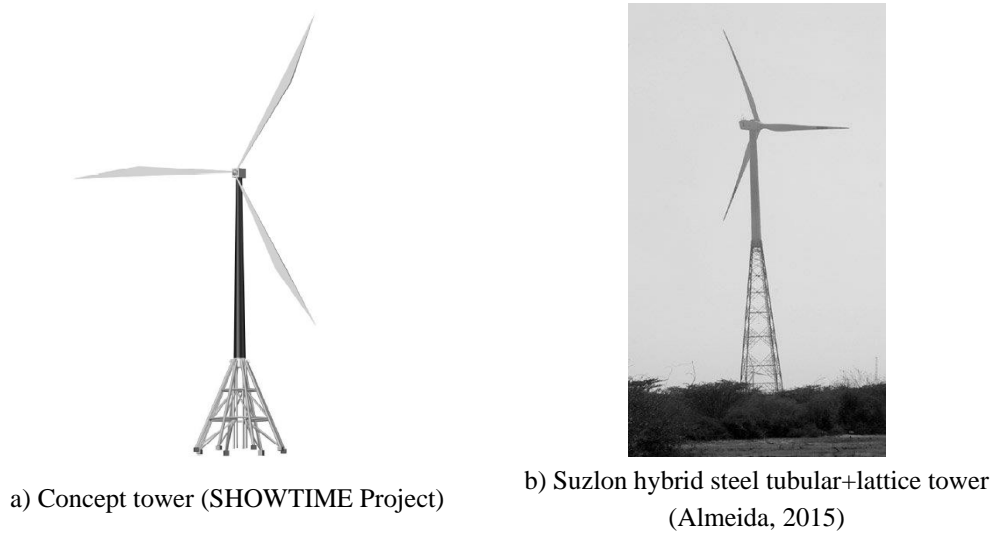 a) Concept tower (SHOWTIME Project)
b) Suzlon hybrid steel tubular+lattice tower
(Almeida, 2015)